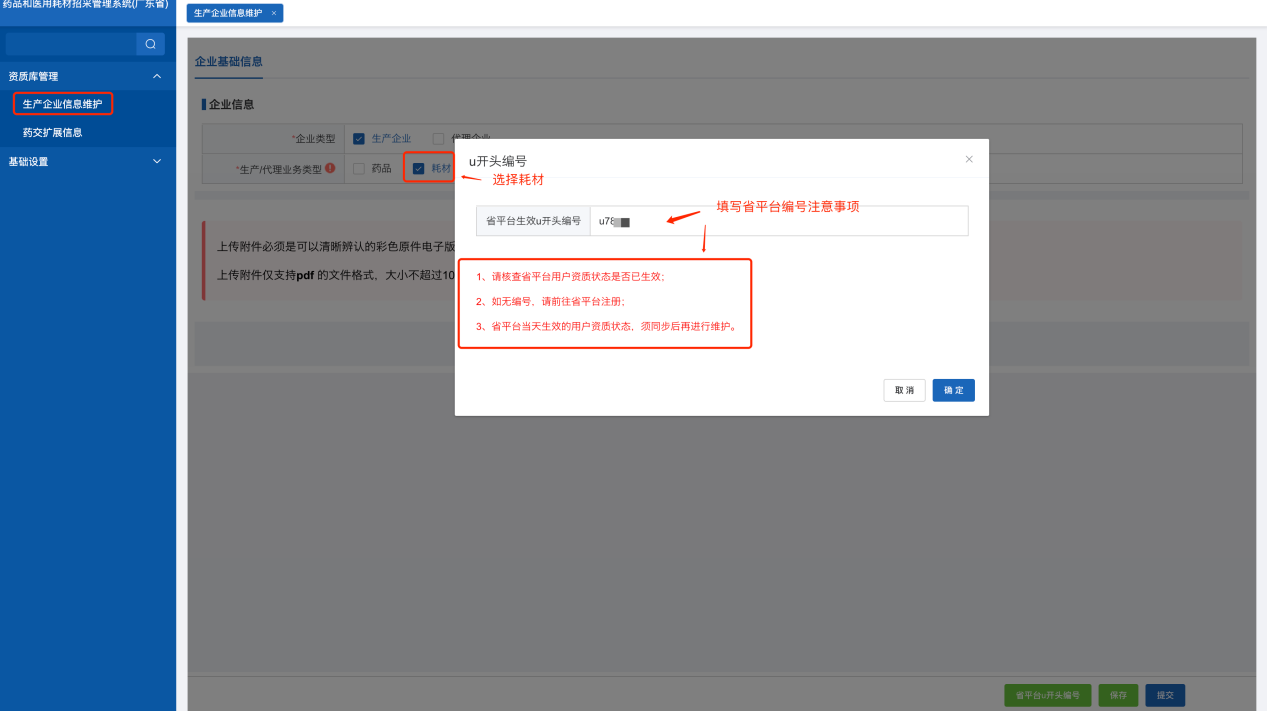 药品和医用耗材招采管理系统(广东省)
生产企业信息维护 ×
资质库管理
生产企业信息维护
药交扩展信息
基础设置
企业基础信息
企业信息
*企业类型 生产企业 代理企业
*生产/代理业务类型 药品 耗材
上传附件必须是可以清晰辨认的彩色原件电子版
上传附件仅支持pdf 的文件格式，大小不超过10
u开头编号
选择耗材
省平台生效u开头编号 u78
填写省平台编号注意事项
1、请核查省平台用户资质状态是否已生效;
2、如无编号，请前往省平台注册;
3、省平台当天生效的用户资质状态，须同步后再进行维护。
取 消 确 定
省平台u开头编号 保存 提交